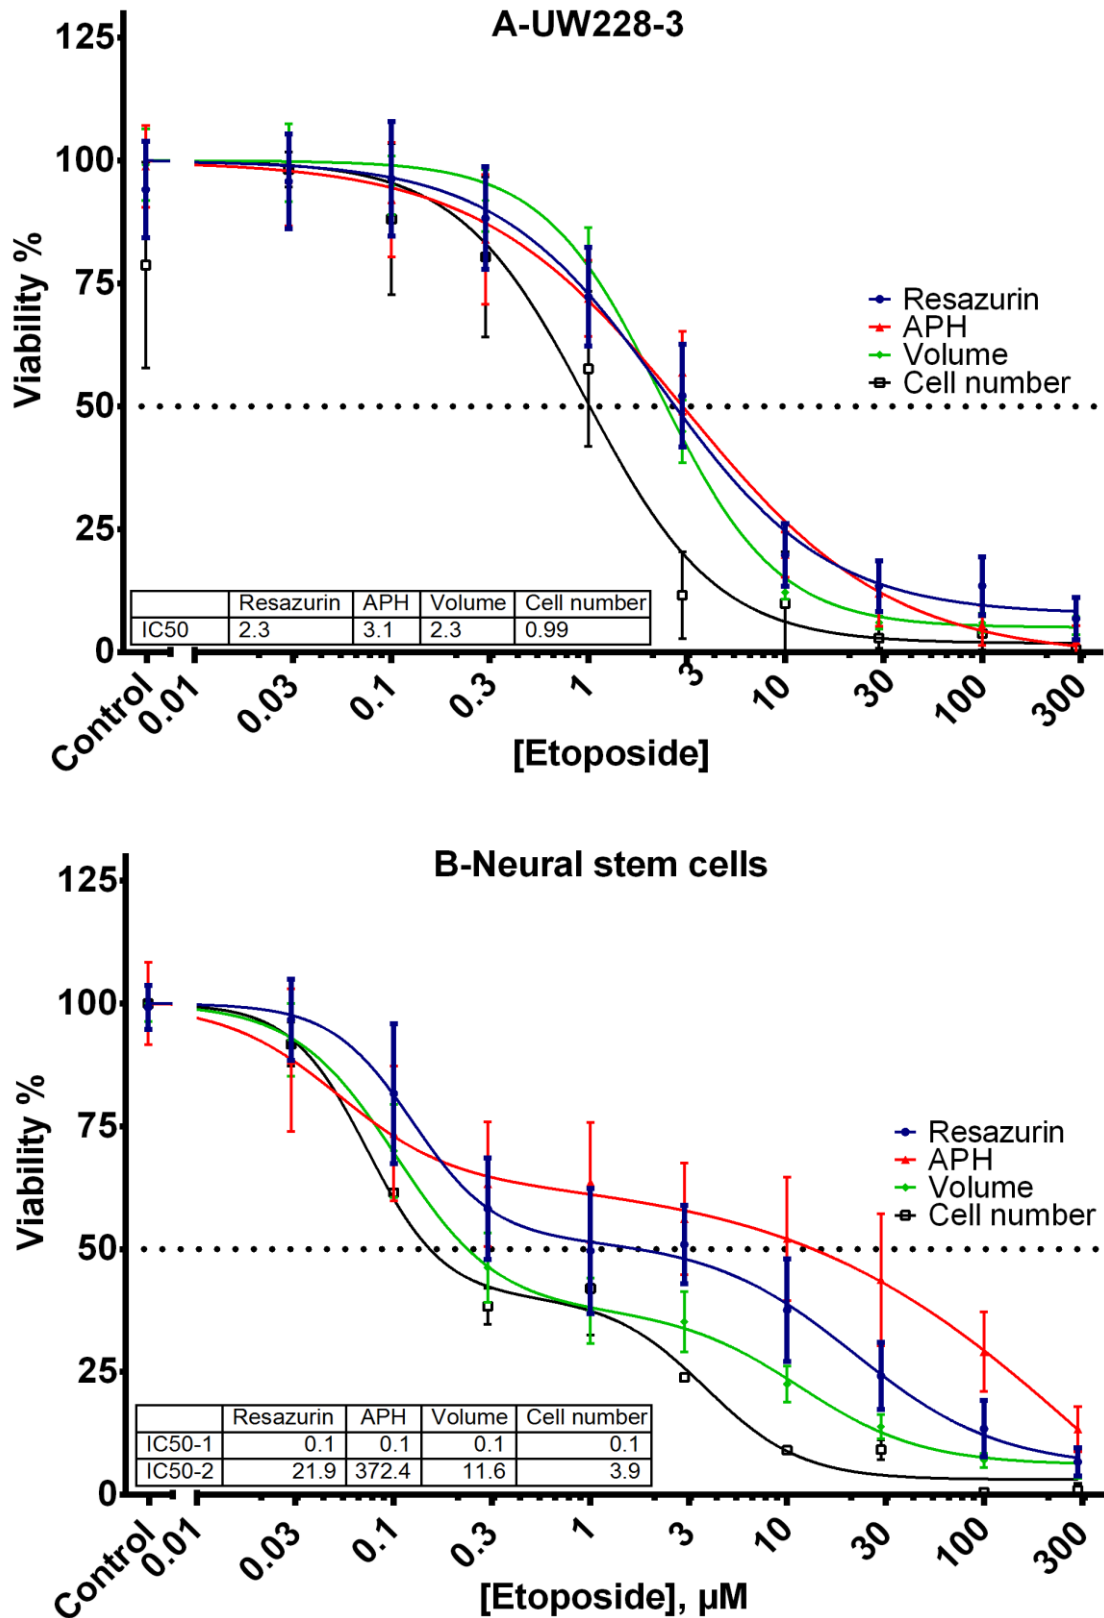 A-UW228-3
125
100
75
50
25
0
Viability %
Resazurin
APH
Volume
Cell number
Resazurin APH Volume Cell number
IC50 2.3 3.1 2.3 0.99
Control 0.01 0.03 0.1 0.3 1 3 10 30 100 300
[Etoposide]
B-Neural stem cells
125
100
75
50
25
0
Viability %
Resazurin
APH
Volume
Cell number
Resazurin APH Volume Cell number
IC50-1 0.1 0.1 0.1 0.1
IC50-2 21.9 372.4 11.6 3.9
Control 0.01 0.03 0.1 0.3 1 3 10 30 100 300
[Etoposide], µM